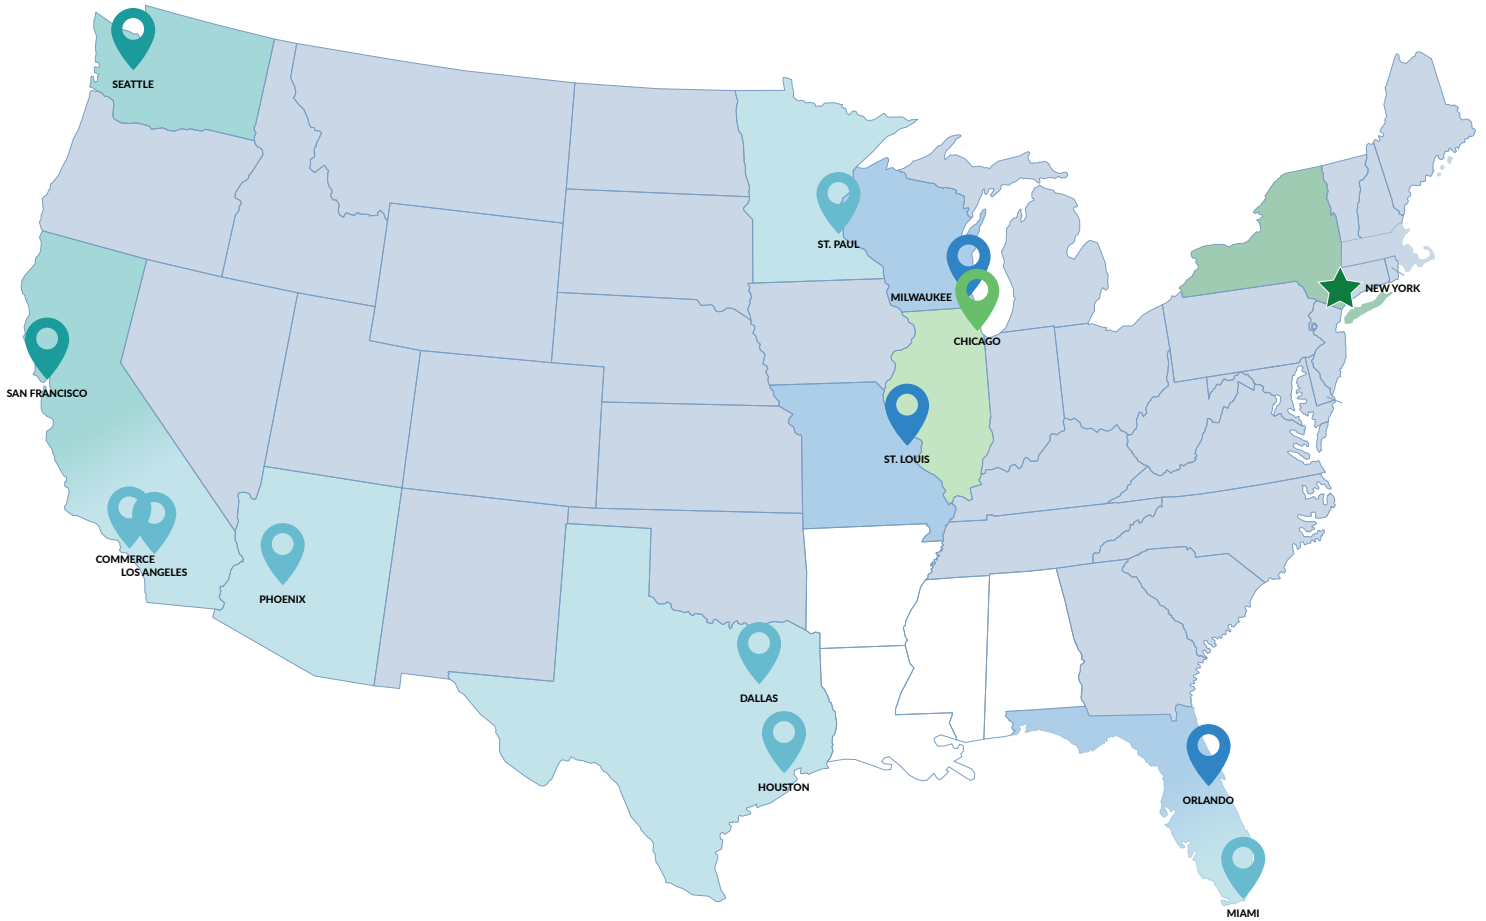 SEATTLE
ST. PAUL
NEW YORK
MILWAUKEE
CHICAGO
SAN FRANCISCO
ST. LOUIS
COMMERCE
LOS ANGELES
PHOENIX
DALLAS
HOUSTON
ORLANDO
MIAMI